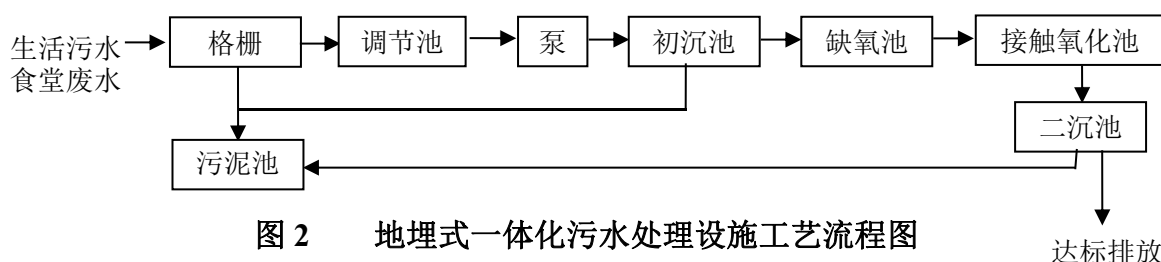 生活污水
食堂废水
格栅
调节池
泵
初沉池
缺氧池
接触氧化池
二沉池
污泥池
图 2 地埋式一体化污水处理设施工艺流程图
达标排放